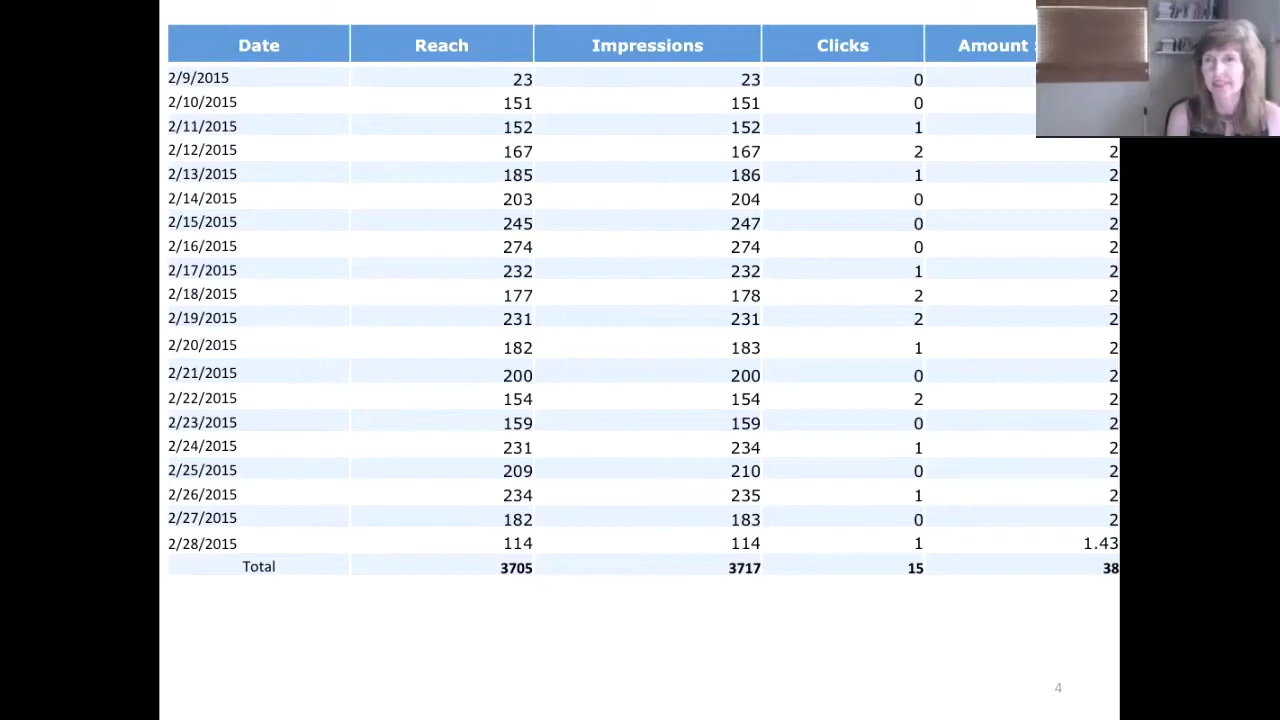 Date Reach Impressions Clicks Amount
2/9/2015 23 23 0
2/10/2015 151 151 0
2/11/2015 152 152 1
2/12/2015 167 167 2 2
2/13/2015 185 186 1 2
2/14/2015 203 204 0 2
2/15/2015 245 247 0 2
2/16/2015 274 274 0 2
2/17/2015 232 232 1 2
2/18/2015 177 178 2 2
2/19/2015 231 231 2 2
2/20/2015 182 183 1 2
2/21/2015 200 200 0 2
2/22/2015 154 154 2 2
2/23/2015 159 159 0 2
2/24/2015 231 234 1 2
2/25/2015 209 210 0 2
2/26/2015 234 235 1 2
2/27/2015 182 183 0 2
2/28/2015 114 114 1 1.43
Total 3705 3717 15 38
4